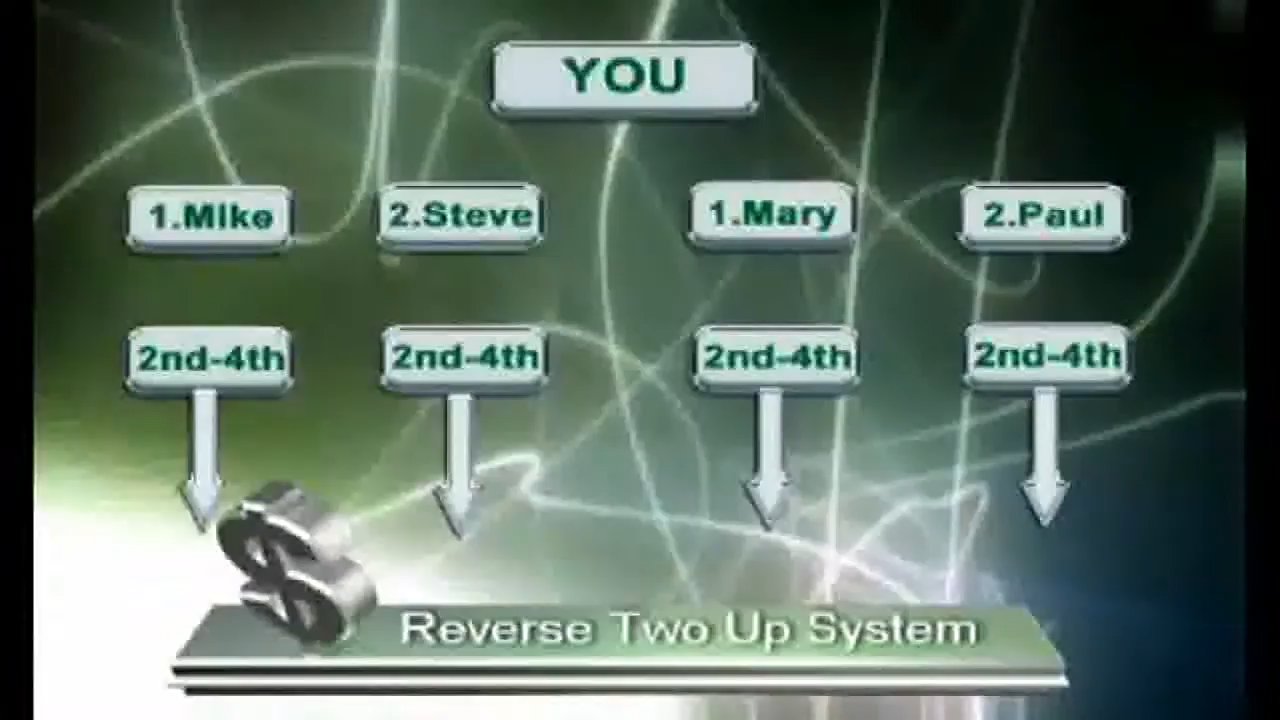 YOU
1.Mike 2.Steve 1.Mary 2.Paul
2nd-4th 2nd-4th 2nd-4th 2nd-4th
$ Reverse Two Up System